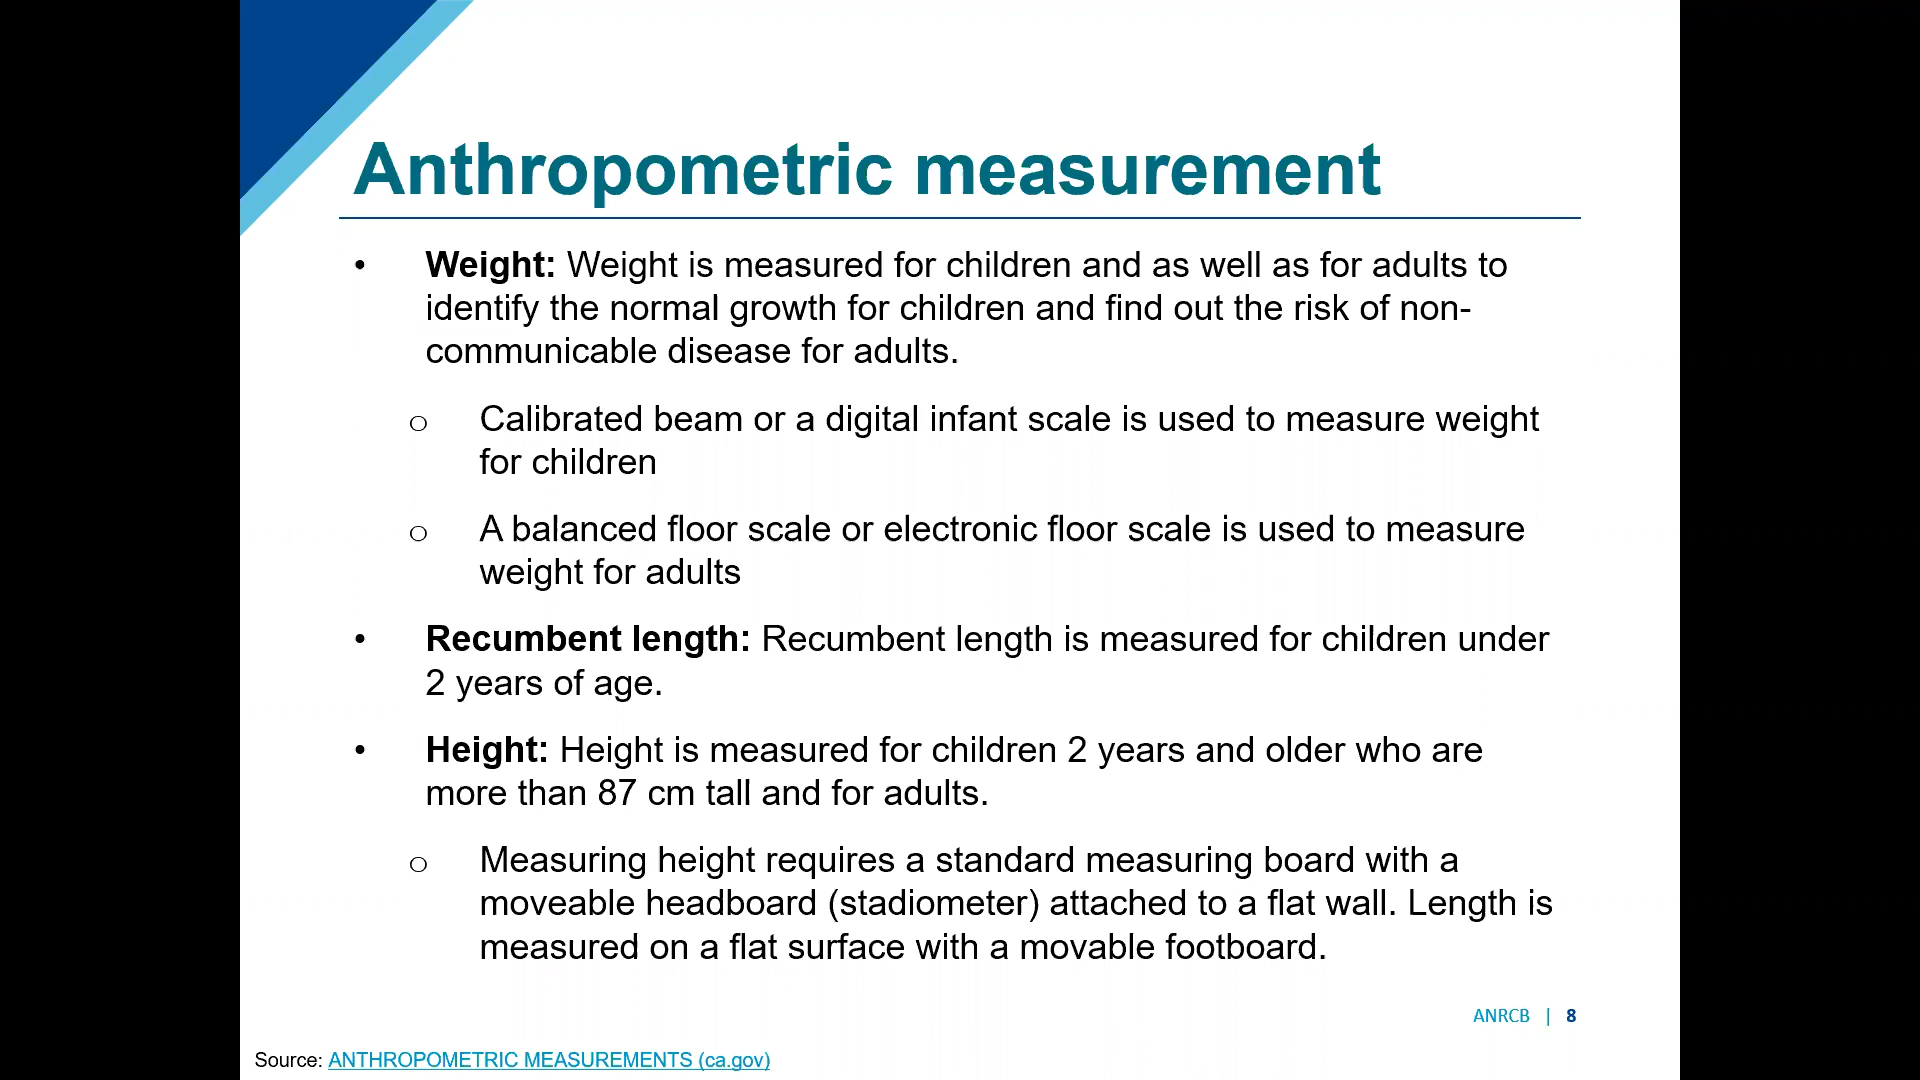 Anthropometric measurement
• Weight: Weight is measured for children and as well as for adults to
identify the normal growth for children and find out the risk of non-
communicable disease for adults.
o Calibrated beam or a digital infant scale is used to measure weight
for children
o A balanced floor scale or electronic floor scale is used to measure
weight for adults
• Recumbent length: Recumbent length is measured for children under
2 years of age.
• Height: Height is measured for children 2 years and older who are
more than 87 cm tall and for adults.
o Measuring height requires a standard measuring board with a
moveable headboard (stadiometer) attached to a flat wall. Length is
measured on a flat surface with a movable footboard.
ANRCB | 8
Source: ANTHROPOMETRIC MEASUREMENTS (ca.gov)